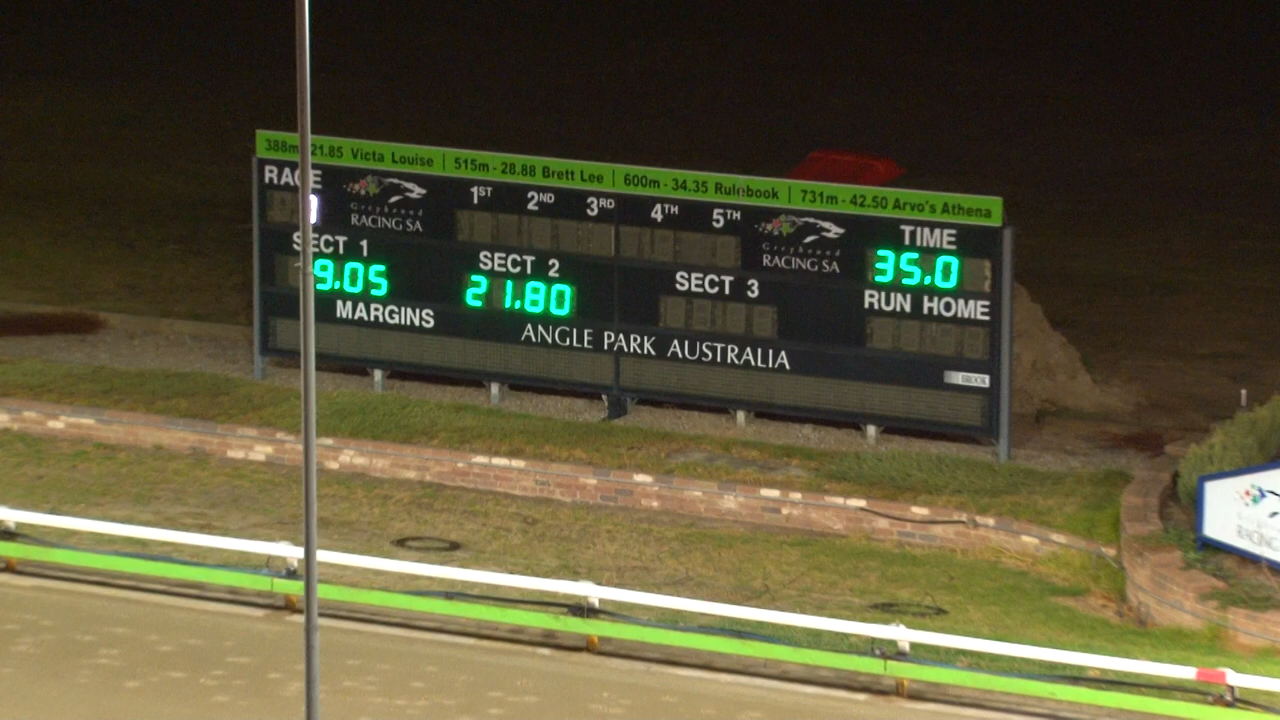 388m 21.85 Victa Louise | 515m - 28.88 Brett Lee | 600m - 34.35 Rulebook | 731m - 42.50 Arvo's Athena
RACE
Greyhound
RACING SA
1ST 2ND 3RD 4TH 5TH
Greyhound
RACING SA
TIME
35.0
SECT 1
9.05
SECT 2
21.80
SECT 3
RUN HOME
MARGINS
ANGLE PARK AUSTRALIA
RACING